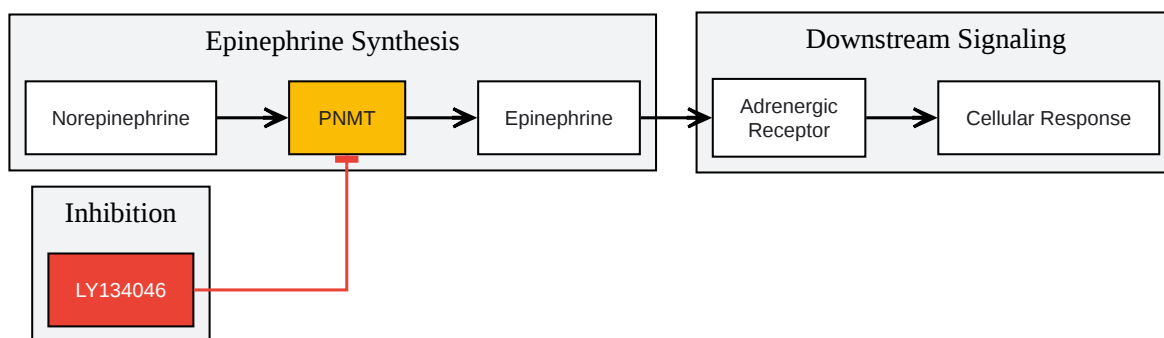 Epinephrine Synthesis
Norepinephrine
PNMT
Epinephrine
Downstream Signaling
Adrenergic
Receptor
Cellular Response
Inhibition
LY134046